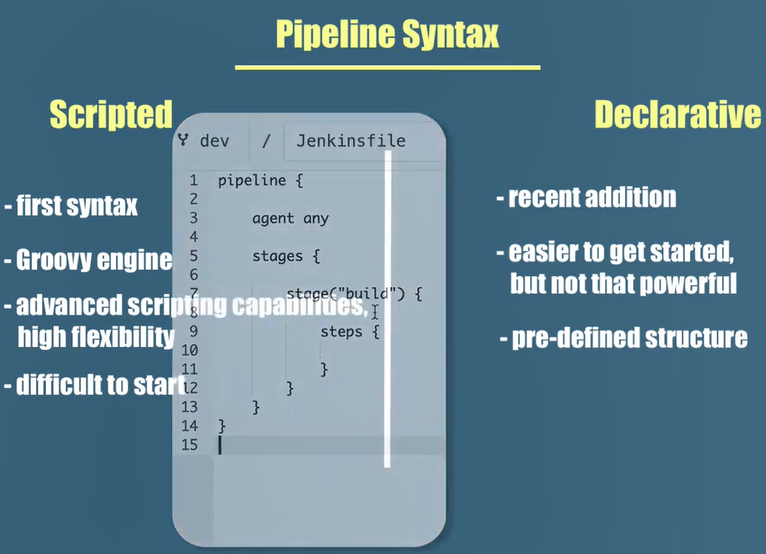 Pipeline Syntax
Scripted
- first syntax
- Groovy engine
- advanced scripting capabilities,
high flexibility
- difficult to start
dev / Jenkinsfile
1 pipeline {
2
3 agent any
4
5 stages {
6
7 stage("build") {
8
9 steps {
10
11 }
12 }
13 }
14 }
15
Declarative
- recent addition
- easier to get started,
but not that powerful
- pre-defined structure